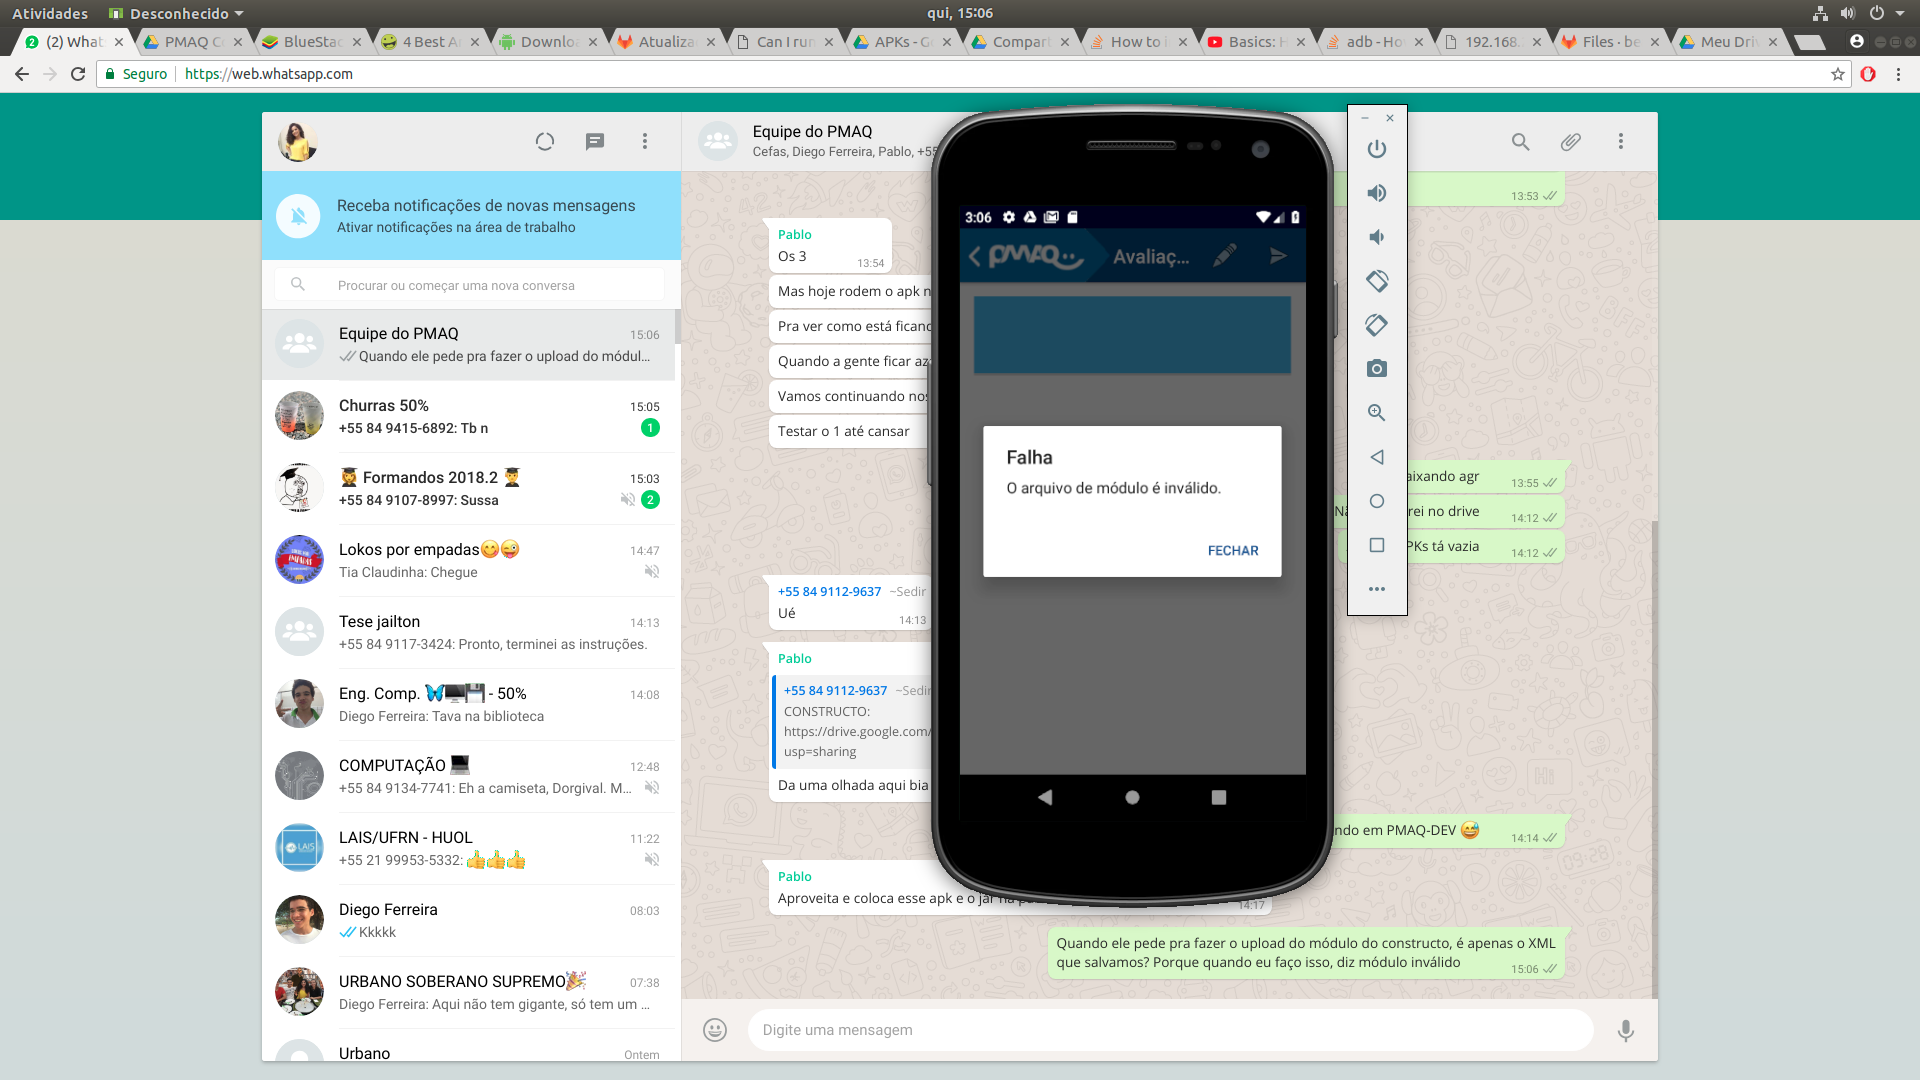 Atividades
Desconhecido
qui, 15:06
(2) What
PMAQ C
BlueStac
4 Best A
Downlo
Atualiza
Can I ru
APKs - G
Compar
How to i
Basics: H
adb - Ho
192.168.
Files · be
Meu Dri
Seguro
https://web.whatsapp.com
Receba notificações de novas mensagens
Ativar notificações na área de trabalho
Procurar ou começar uma nova conversa
Equipe do PMAQ 15:06
Quando ele pede pra fazer o upload do módul...
Churras 50% 15:05
+55 84 9415-6892: Tb n 1
Formandos 2018.2 15:03
+55 84 9107-8997: Sussa 2
Lokos por empadas😋😜 14:47
Tia Claudinha: Chegue
Tese jailton 14:13
+55 84 9117-3424: Pronto, terminei as instruções.
Eng. Comp. 🦋🖥️💾 - 50% 14:08
Diego Ferreira: Tava na biblioteca
COMPUTAÇÃO 💻 12:48
+55 84 9134-7741: Eh a camiseta, Dorgival. M...
LAIS/UFRN - HUOL 11:22
+55 21 99953-5332: 👍👍👍
Diego Ferreira 08:03
Kkkkk
URBANO SOBERANO SUPREMO🎉 07:38
Diego Ferreira: Aqui não tem gigante, só tem um ...
Urbano Ontem
Equipe do PMAQ
Cefas, Diego Ferreira, Pablo, +55
13:53
Pablo
Os 3 13:54
Mas hoje rodem o apk n
Pra ver como está ficand
Quando a gente ficar az
Vamos continuando nos
Testar o 1 até cansar
aixando agr 13:55
Nã rei no drive 14:12
PKs tá vazia 14:12
+55 84 9112-9637 ~Sedir
Ué 14:13
Pablo
+55 84 9112-9637 ~Sedir
CONSTRUCTO:
https://drive.google.com/
usp=sharing
Da uma olhada aqui bia
ndo em PMAQ-DEV 😅 14:14
Pablo
Aproveita e coloca esse apk e o jar na
14:17
Quando ele pede pra fazer o upload do módulo do constructo, é apenas o XML
que salvamos? Porque quando eu faço isso, diz módulo inválido 15:06
Digite uma mensagem
3:06
PMAQ
Avaliaç...
Falha
O arquivo de módulo é inválido.
FECHAR